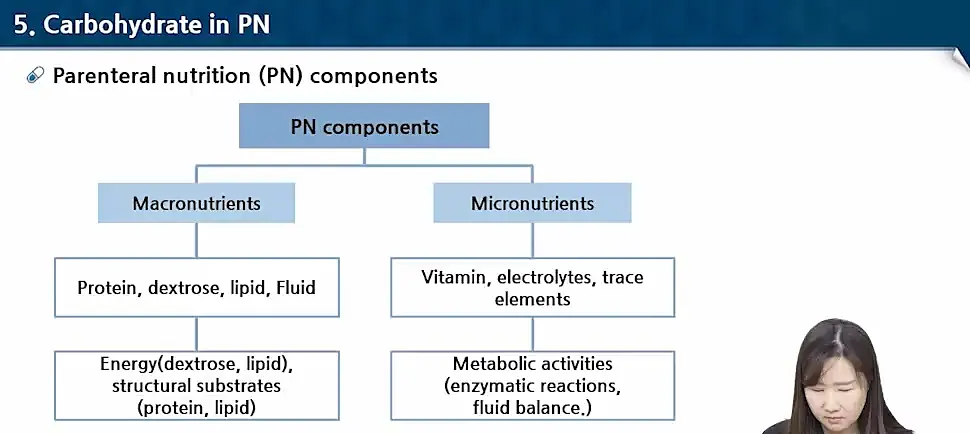 5. Carbohydrate in PN
Parenteral nutrition (PN) components
PN components
Macronutrients
Micronutrients
Protein, dextrose, lipid, Fluid
Vitamin, electrolytes, trace
elements
Energy(dextrose, lipid),
structural substrates
(protein, lipid)
Metabolic activities
(enzymatic reactions,
fluid balance.)